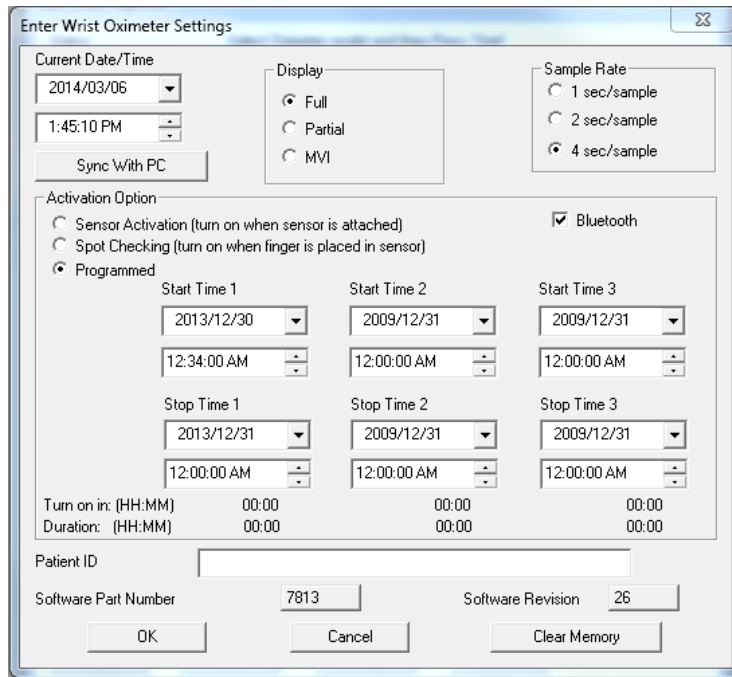 Enter Wrist Oximeter Settings
Current Date/Time
2014/03/06
1:45:10 PM
Sync With PC
Display
Full
Partial
MVI
Sample Rate
1 sec/sample
2 sec/sample
4 sec/sample
Activation Option
Sensor Activation (turn on when sensor is attached)
Spot Checking (turn on when finger is placed in sensor)
Programmed
Bluetooth
Start Time 1 Start Time 2 Start Time 3
2013/12/30 2009/12/31 2009/12/31
12:34:00 AM 12:00:00 AM 12:00:00 AM
Stop Time 1 Stop Time 2 Stop Time 3
2013/12/31 2009/12/31 2009/12/31
12:00:00 AM 12:00:00 AM 12:00:00 AM
Turn on in: (HH:MM) 00:00 00:00 00:00
Duration: (HH:MM) 00:00 00:00 00:00
Patient ID
Software Part Number 7813 Software Revision 26
OK Cancel Clear Memory